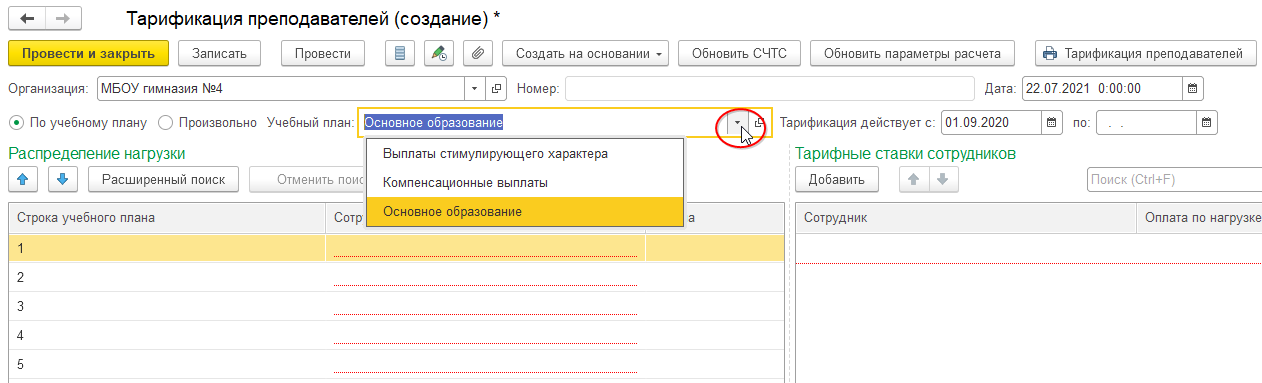 Тарификация преподавателей (создание) *
Провести и закрыть Записать Провести Создать на основании Обновить СЧТС Обновить параметры расчета Тарификация преподавателей
Организация: МБОУ гимназия №4 Номер: Дата: 22.07.2021 0:00:00
По учебному плану Произвольно Учебный план: Основное образование Тарификация действует с: 01.09.2020 по: . .
Выплаты стимулирующего характера
Компенсационные выплаты
Основное образование
Распределение нагрузки Тарифные ставки сотрудников
Расширенный поиск Отменить пои Добавить Поиск (Ctrl+F)
Строка учебного плана Сотру а Сотрудник Оплата по нагрузке
1
2
3
4
5